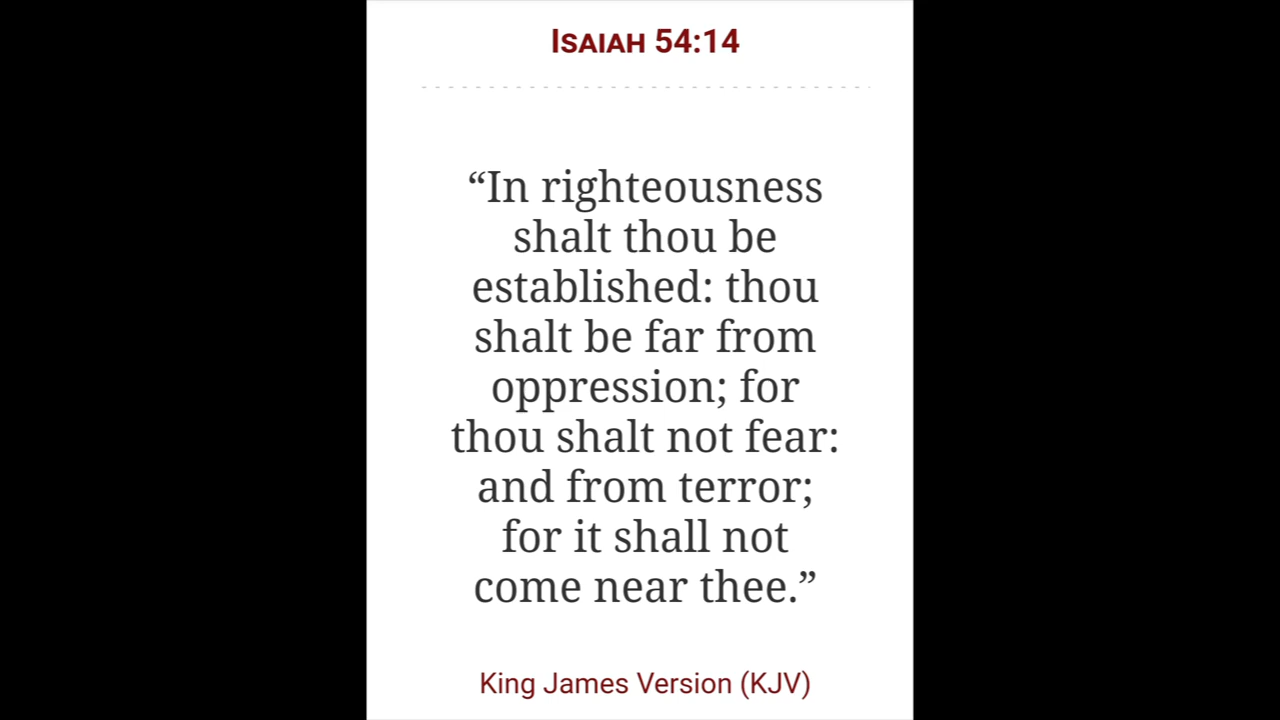 Isaiah 54:14
“In righteousness
shalt thou be
established: thou
shalt be far from
oppression; for
thou shalt not fear:
and from terror;
for it shall not
come near thee.”
King James Version (KJV)